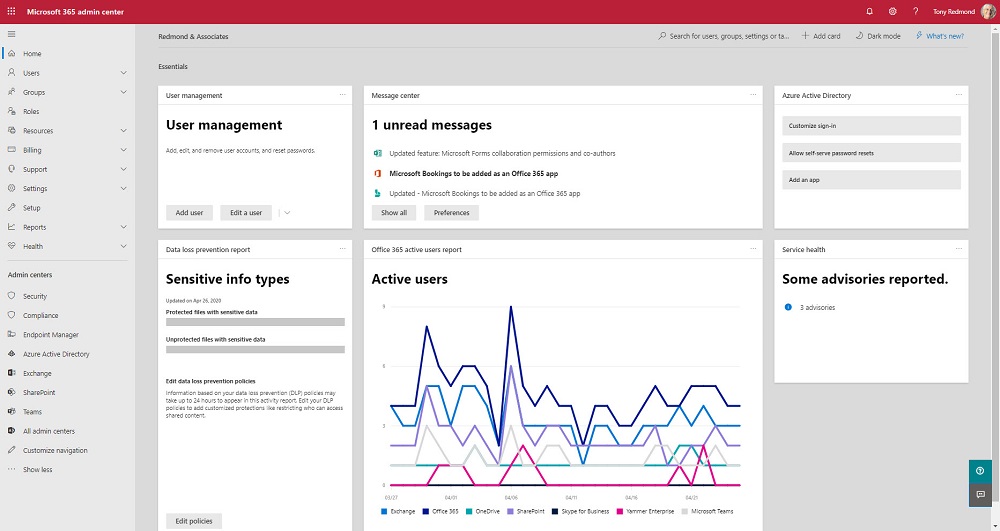 Microsoft 365 admin center
Tony Redmond
Redmond & Associates
Search for users, groups, settings or ta...
Add card
Dark mode
What's new?
Home
Users
Groups
Roles
Resources
Billing
Support
Settings
Setup
Reports
Health
Admin centers
Security
Compliance
Endpoint Manager
Azure Active Directory
Exchange
SharePoint
Teams
All admin centers
Customize navigation
Show less
Essentials
User management
User management
Add, edit, and remove user accounts, and reset passwords.
Add user
Edit a user
Message center
1 unread messages
Updated feature: Microsoft Forms collaboration permissions and co-authors
Microsoft Bookings to be added as an Office 365 app
Updated - Microsoft Bookings to be added as an Office 365 app
Show all
Preferences
Azure Active Directory
Customize sign-in
Allow self-serve password resets
Add an app
Data loss prevention report
Sensitive info types
Updated on Apr 26, 2020
Protected files with sensitive data
Unprotected files with sensitive data
Edit data loss prevention policies
Information based on your data loss prevention (DLP) policies may
take up to 24 hours to appear in this activity report. Edit your DLP
policies to add customized protections like restricting who can access
shared content.
Edit policies
Office 365 active users report
Active users
9
6
3
0
03/27
04/01
04/06
04/11
04/16
04/21
Exchange
Office 365
OneDrive
SharePoint
Skype for Business
Yammer Enterprise
Microsoft Teams
Service health
Some advisories reported.
3 advisories